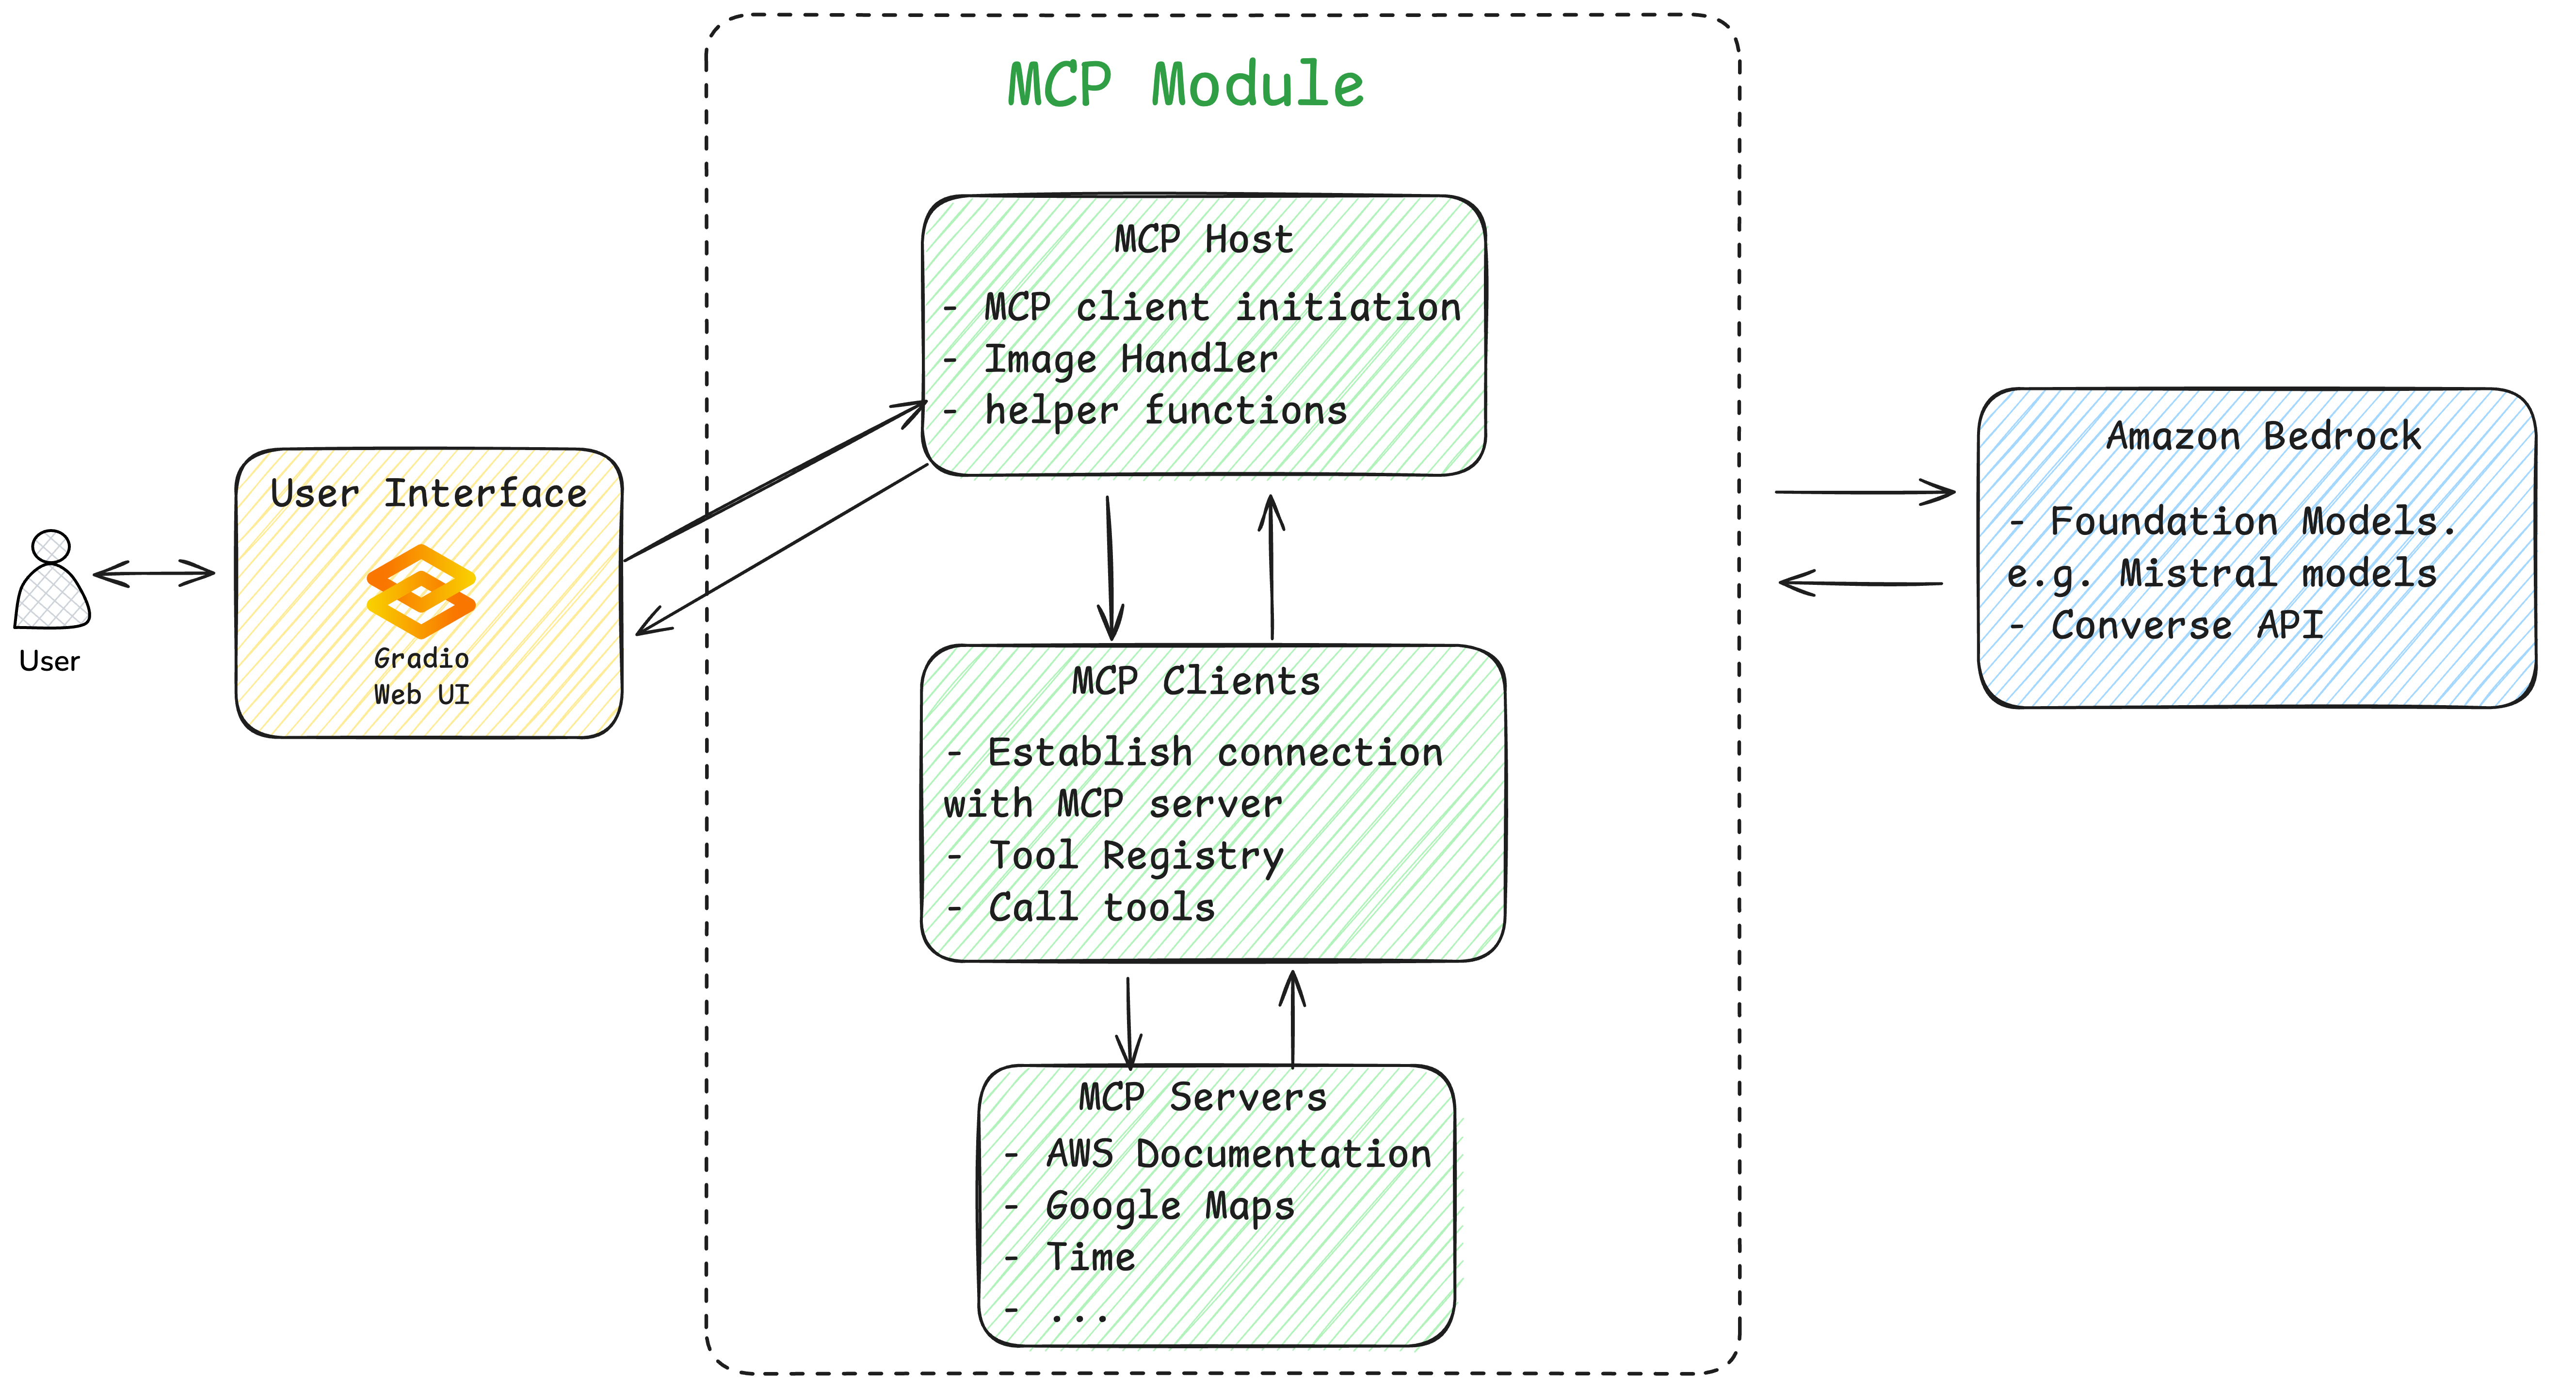 MCP Module
User
User Interface
Gradio
Web UI
MCP Host
- MCP client initiation
- Image Handler
- helper functions
MCP Clients
- Establish connection
with MCP server
- Tool Registry
- Call tools
MCP Servers
- AWS Documentation
- Google Maps
- Time
- ...
Amazon Bedrock
- Foundation Models.
e.g. Mistral models
- Converse API